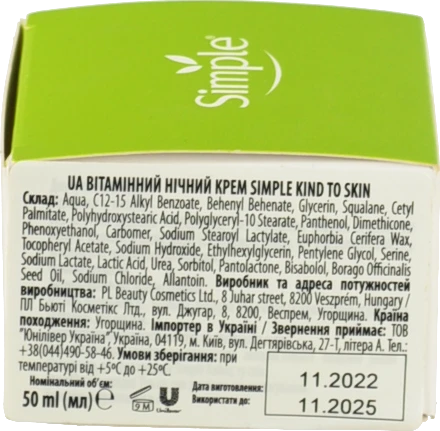 Simple
UA ВІТАМІННИЙ НІЧНИЙ КРЕМ SIMPLE KIND TO SKIN
Склад: Aqua, C12-15 Alkyl Benzoate, Behenyl Behenate, Glycerin, Squalane, Cetyl
Palmitate, Polyhydroxystearic Acid, Polyglyceryl-10 Stearate, Panthenol, Dimethicone,
Phenoxyethanol, Carbomer, Sodium Stearoyl Lactylate, Euphorbia Cerifera Wax,
Tocopheryl Acetate, Sodium Hydroxide, Ethylhexylglycerin, Pentylene Glycol, Serine,
Sodium Lactate, Lactic Acid, Urea, Sorbitol, Pantolactone, Bisabolol, Borago Officinalis
Seed Oil, Sodium Chloride, Allantoin. Виробник та адреса потужностей
виробництва: PL Beauty Cosmetics Ltd., 8 Juhar street, 8200 Veszprém, Hungary /
ПЛ Бьюті Косметікс Лтд., вул. Джугар, 8, 8200, Веспрем, Угорщина. Країна
походження: Угорщина. Імпортер в Україні / Звернення приймає: ТОВ
"Юнілівер Україна", Україна, 04119, м. Київ, вул. Дегтярівська, 27-Т, літера А. Тел.:
+38(044)490-58-46. Умови зберігання: при
температурі від +5ºС до +25ºС.
Номінальний об'єм:
50 ml (мл) 9 M Unilever
Дата виготовлення: 11.2022
Використати до: 11.2025